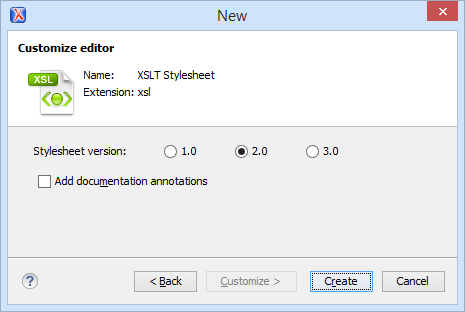 New
Customize editor
XSL
Name: XSLT Stylesheet
Extension: xsl
Stylesheet version: 1.0 2.0 3.0
Add documentation annotations
? < Back Customize > Create Cancel